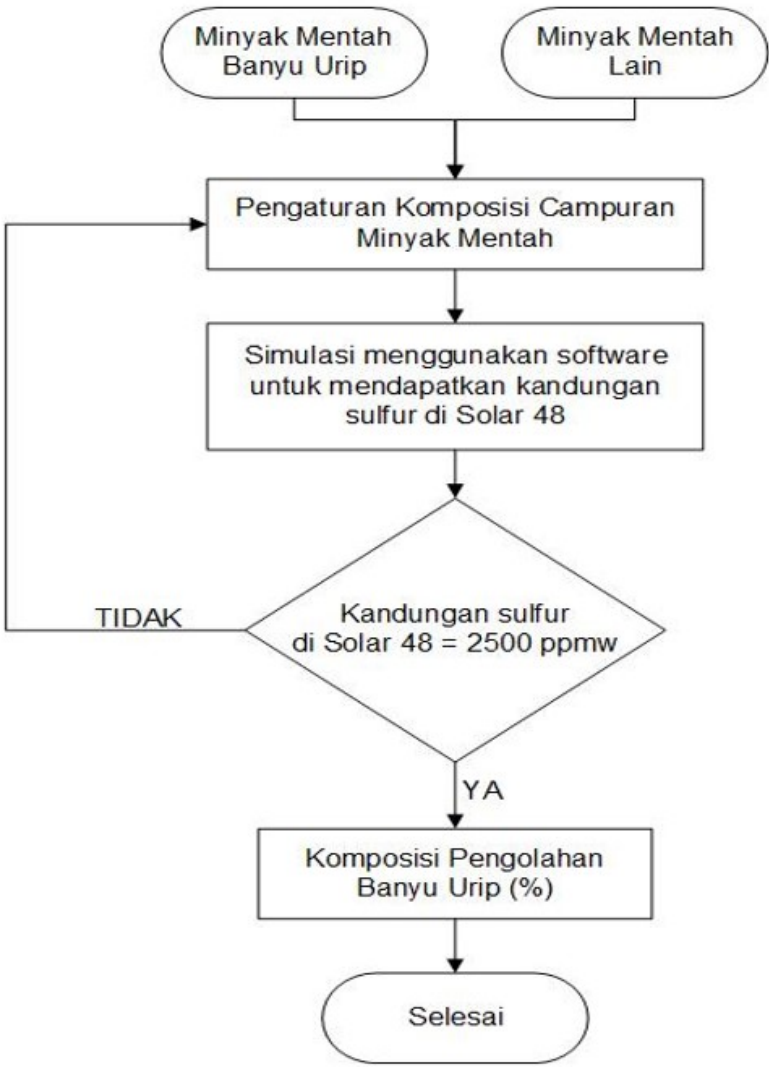 Minyak Mentah
Banyu Urip
Minyak Mentah
Lain
Pengaturan Komposisi Campuran
Minyak Mentah
Simulasi menggunakan software
untuk mendapatkan kandungan
sulfur di Solar 48
Kandungan sulfur
di Solar 48 = 2500 ppmw
TIDAK
YA
Komposisi Pengolahan
Banyu Urip (%)
Selesai